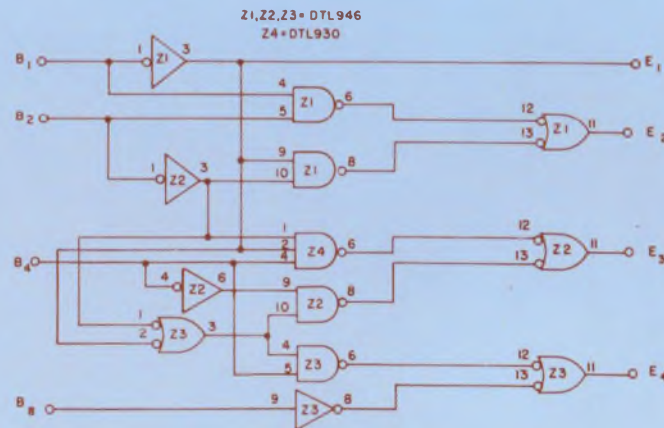 Z1,Z2,Z3= DTL946
Z4=DTL930
B1 1 Z1 3 E1
4 5 Z1 6 12 13 Z1 11 E2
B2
1 Z2 3 9 10 Z1 8
1 2 4 Z4 6 12 13 Z2 11 E3
B4
4 Z2 6 9 10 Z2 8
1 2 Z3 3 4 5 Z3 6 12 13 Z3 11 E4
B8 9 Z3 8